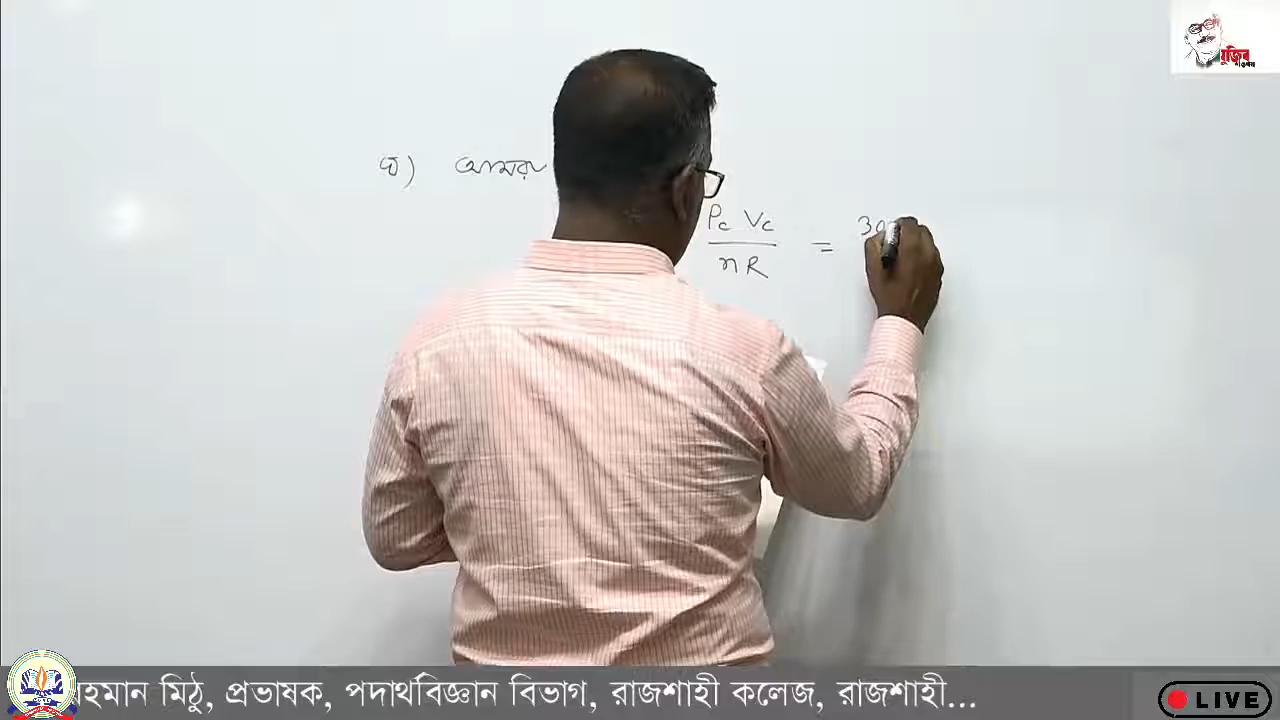 ঘ) আমরা
Pc Vc
nR
=
মুজিব
হমান মিঠু, প্রভাষক, পদার্থবিজ্ঞান বিভাগ, রাজশাহী কলেজ, রাজশাহী...
LIVE